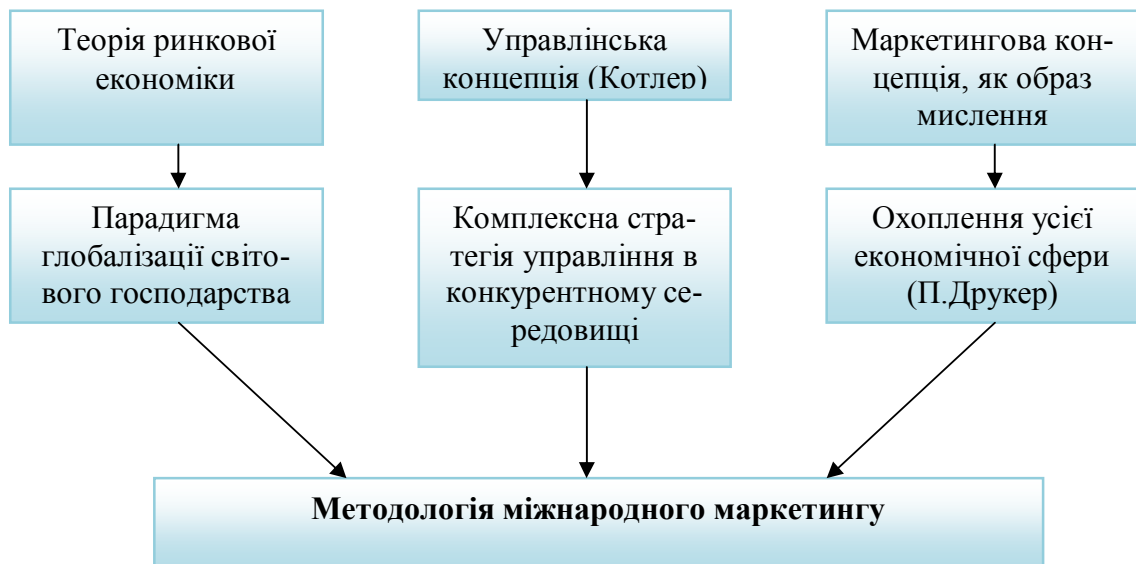 Теорія ринкової
економіки
Управлінська
концепція (Котлер)
Маркетингова кон-
цепція, як образ
мислення
Парадигма
глобалізації світо-
вого господарства
Комплексна стра-
тегія управління в
конкурентному се-
редовищі
Охоплення усієї
економічної сфери
(П.Друкер)
Методологія міжнародного маркетингу